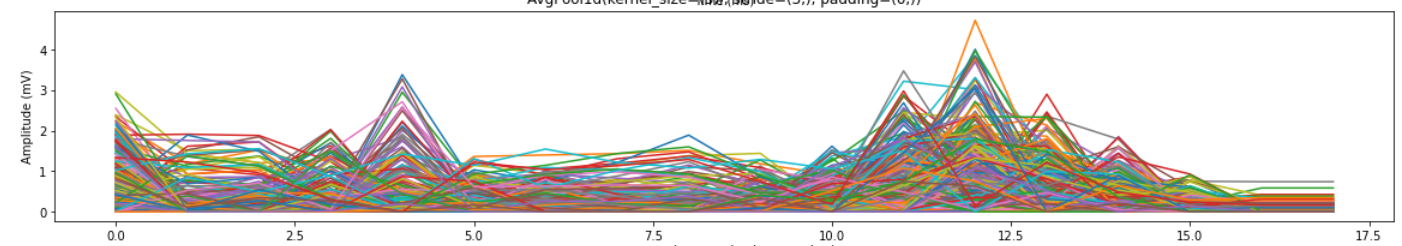 AvgPool1d(kernel_size= stride=(3,), padding=(0,))
Amplitude (mV)
4
3
2
1
0
0.0 2.5 5.0 7.5 10.0 12.5 15.0 17.5